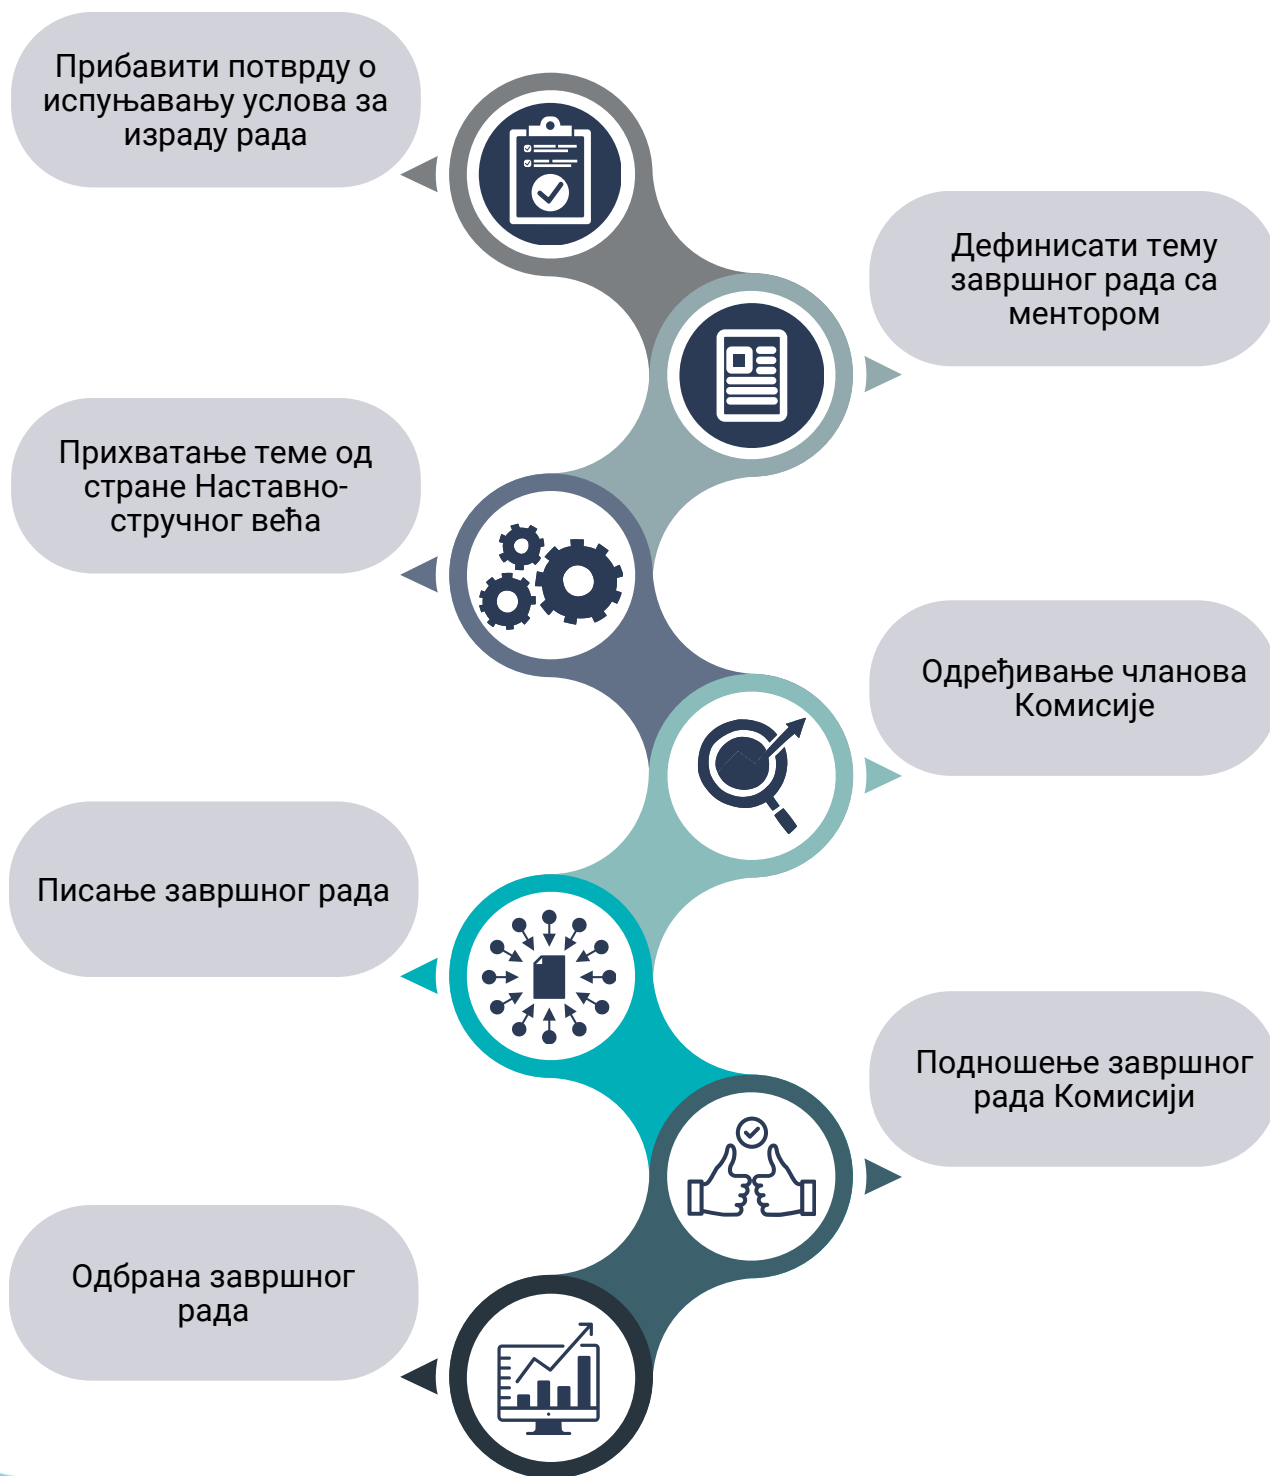 Прибавити потврду о
испуњавању услова за
израду рада
Дефинисати тему
завршног рада са
ментором
Прихватање теме од
стране Наставно-
стручног већа
Одређивање чланова
Комисије
Писање завршног рада
Подношење завршног
рада Комисији
Одбрана завршног
рада